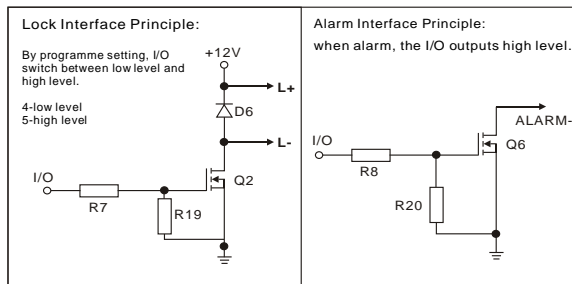 Lock Interface Principle:
By programme setting, I/O
switch between low level and
high level.
4-low level
5-high level
+12V
L+
D6
L-
I/O
R7
Q2
R19
Alarm Interface Principle:
when alarm, the I/O outputs high level.
ALARM-
I/O
R8
Q6
R20